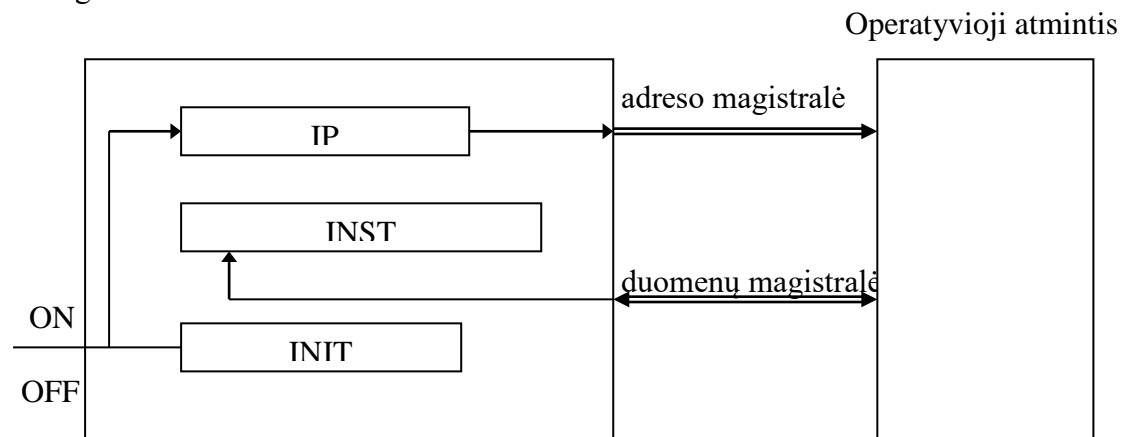 Operatyvioji atmintis
adreso magistralė
IP
INST
duomenų magistralė
ON
INIT
OFF